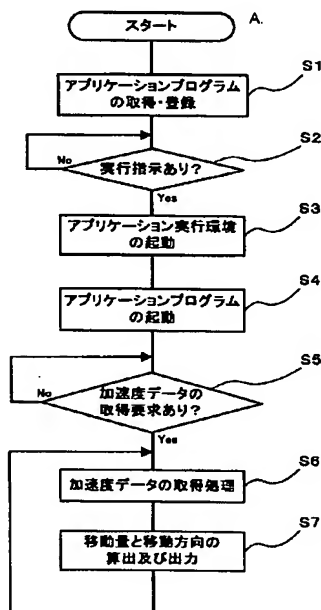 スタート
A.
S1
アプリケーションプログラム
の取得・登録
S2
No
実行指示あり?
Yes
S3
アプリケーション実行環境
の起動
S4
アプリケーションプログラム
の起動
S5
加速度データの
取得要求あり?
No
Yes
S6
加速度データの取得処理
S7
移動量と移動方向の
算出及び出力